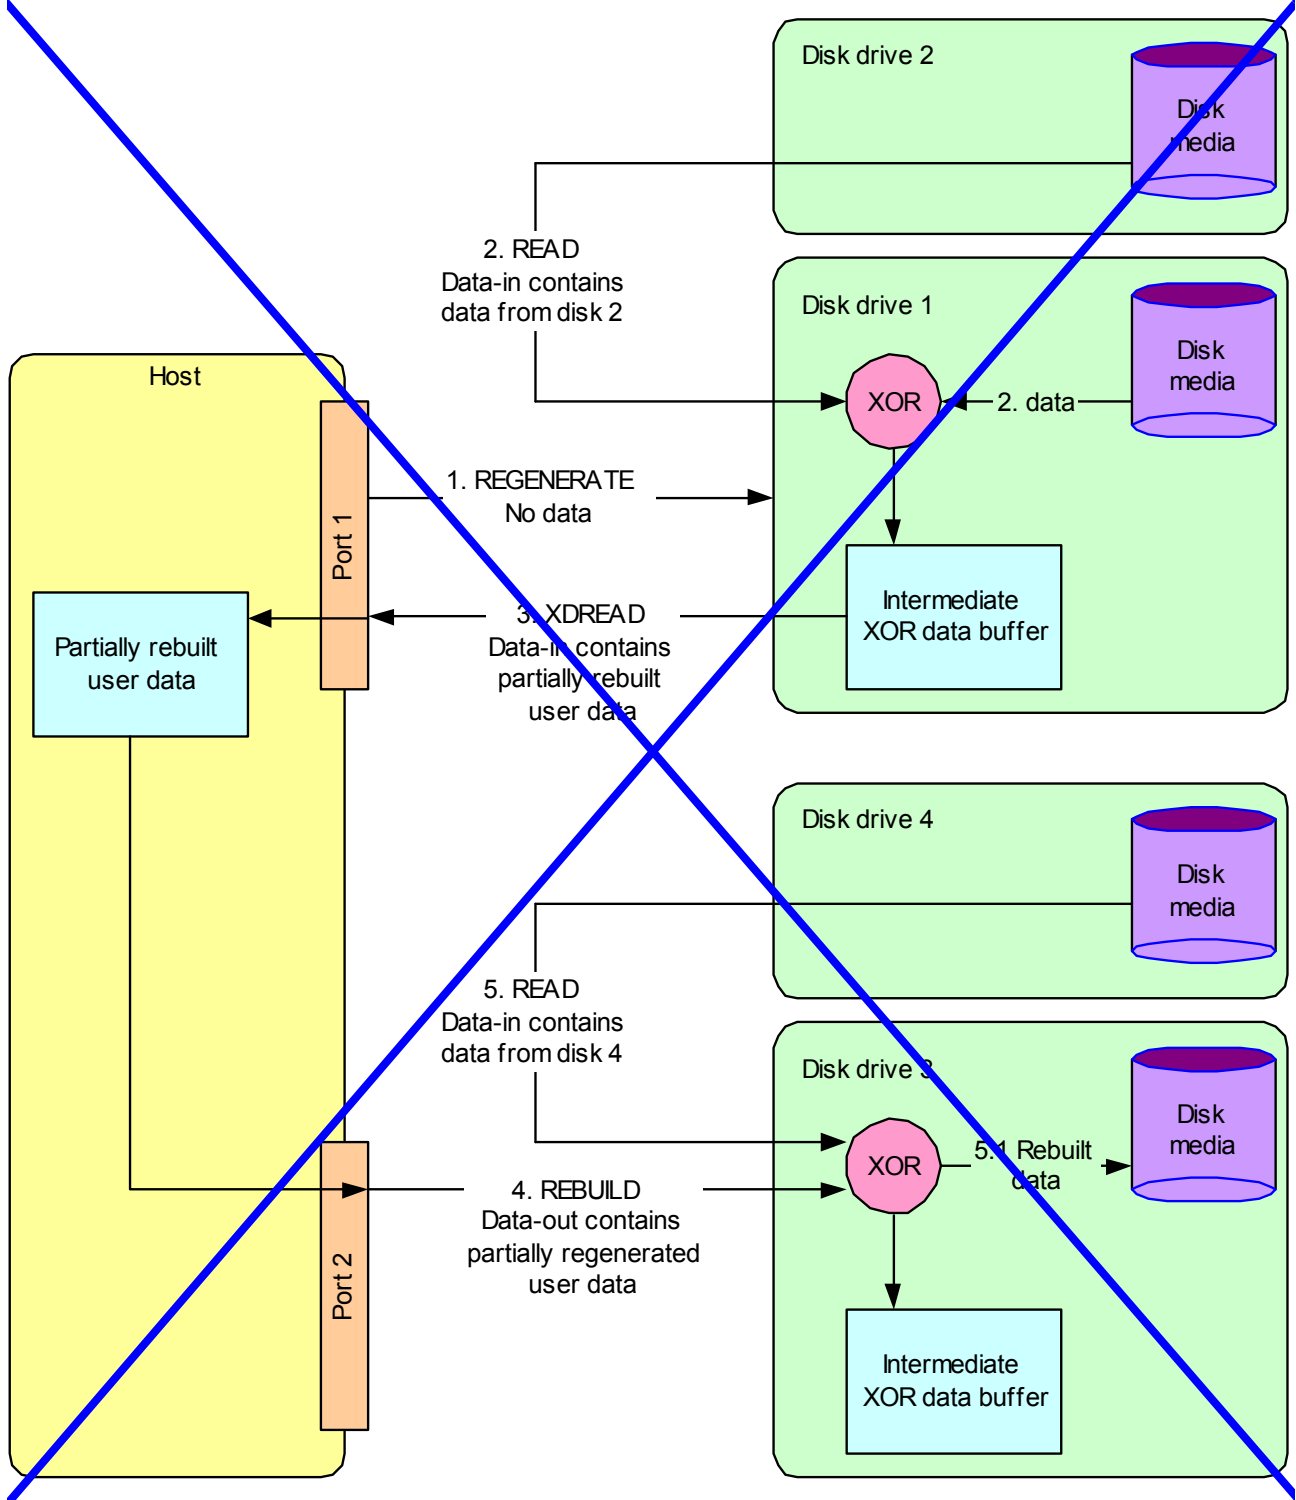 Disk drive 2
Disk
media
2. READ
Data-in contains
data from disk 2
Disk drive 1
Disk
media
XOR
2. data
Host
1. REGENERATE
No data
Port 1
Intermediate
XOR data buffer
3. XDREAD
Data-in contains
partially rebuilt
user data
Partially rebuilt
user data
Disk drive 4
Disk
media
5. READ
Data-in contains
data from disk 4
Disk drive 3
Disk
media
XOR
5.1 Rebuilt
data
4. REBUILD
Data-out contains
partially regenerated
user data
Port 2
Intermediate
XOR data buffer